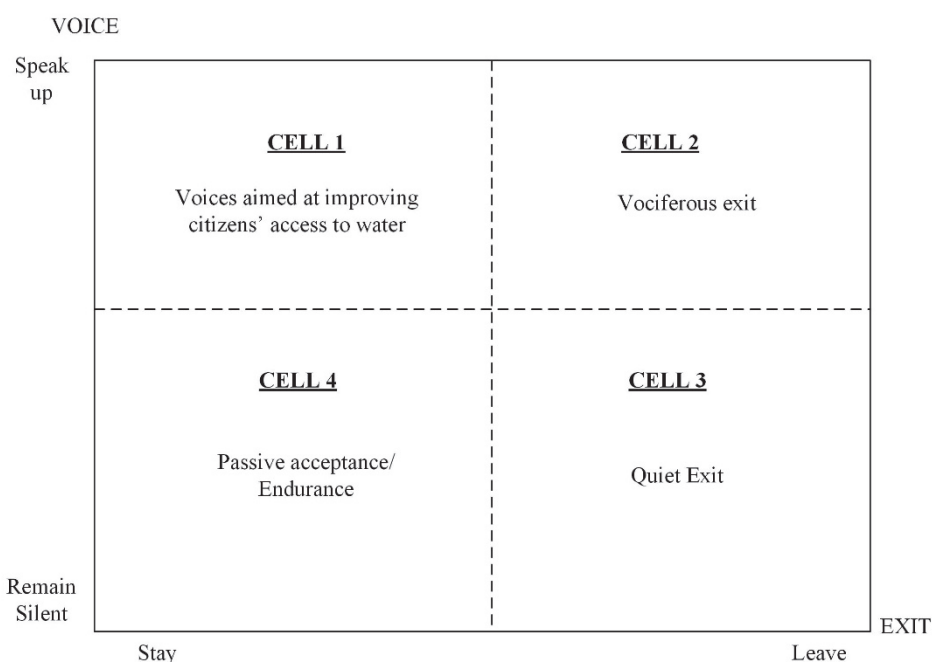 VOICE
Speak
up
CELL 1
Voices aimed at improving
citizens’ access to water
CELL 2
Vociferous exit
CELL 4
Passive acceptance/
Endurance
CELL 3
Quiet Exit
Remain
Silent
EXIT
Stay
Leave